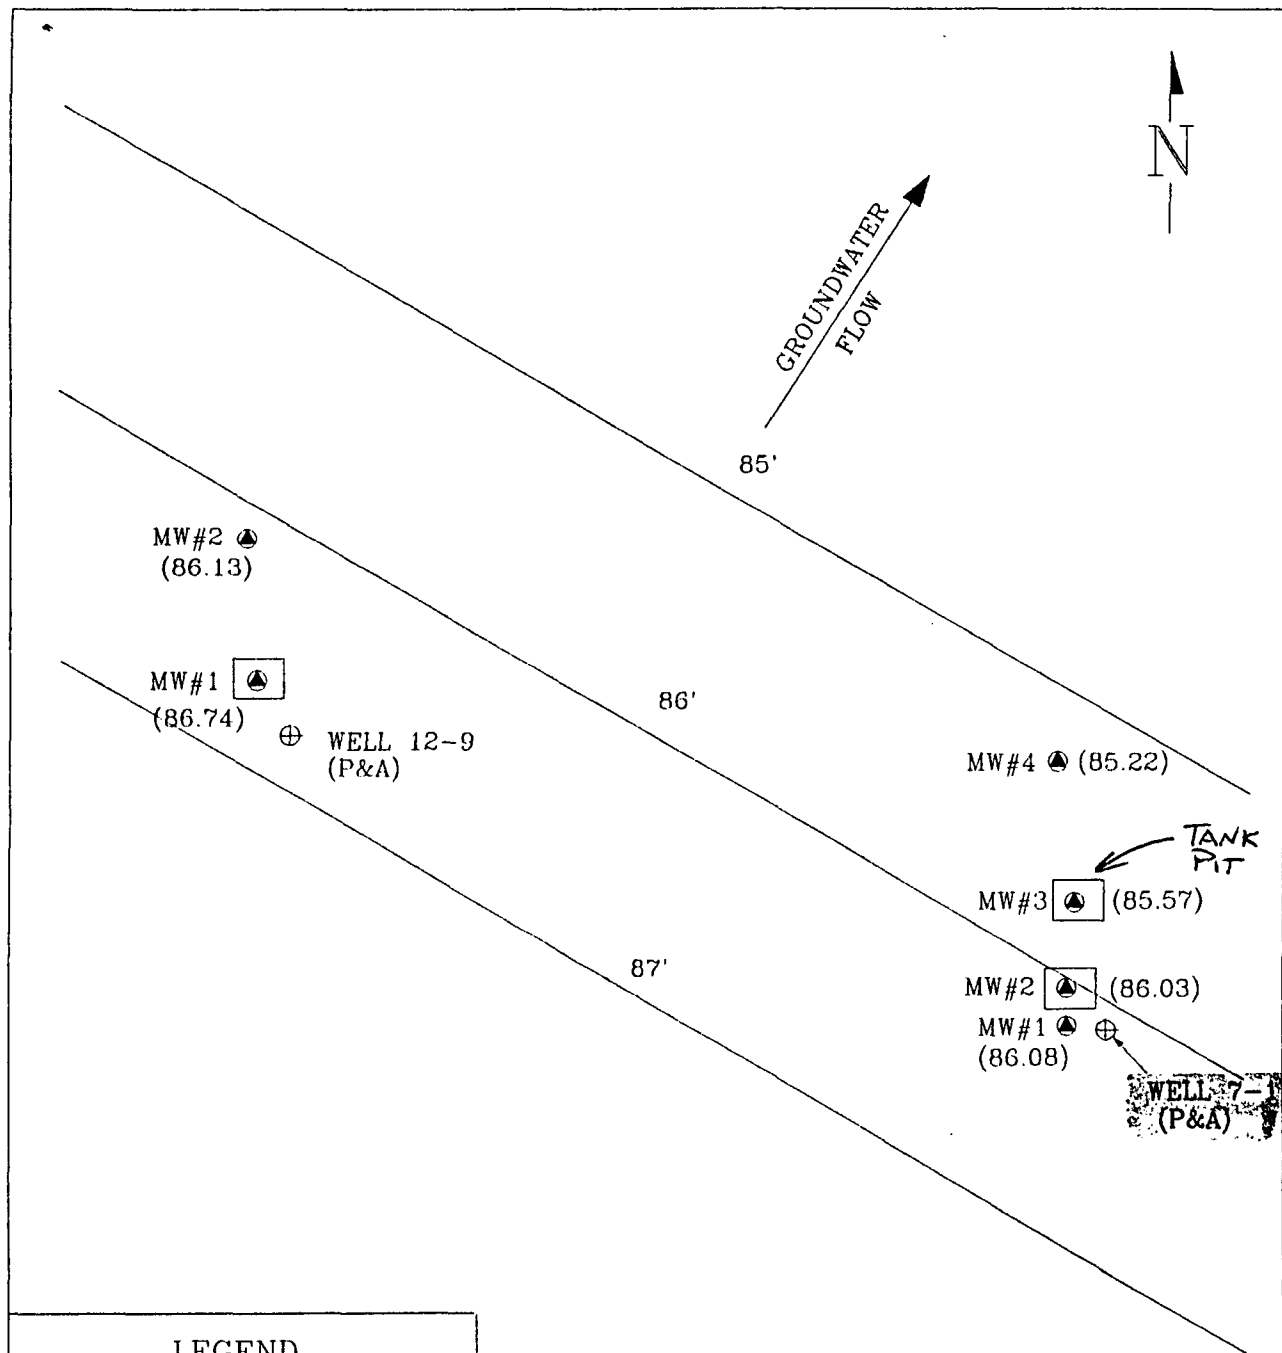 N
GROUNDWATER
FLOW
85'
MW#2
(86.13)
MW#1
(86.74)
WELL 12-9
(P&A)
86'
MW#4 (85.22)
TANK
PIT
MW#3 (85.57)
87'
MW#2 (86.03)
MW#1
(86.08)
WELL 7-1
(P&A)
LEGEND